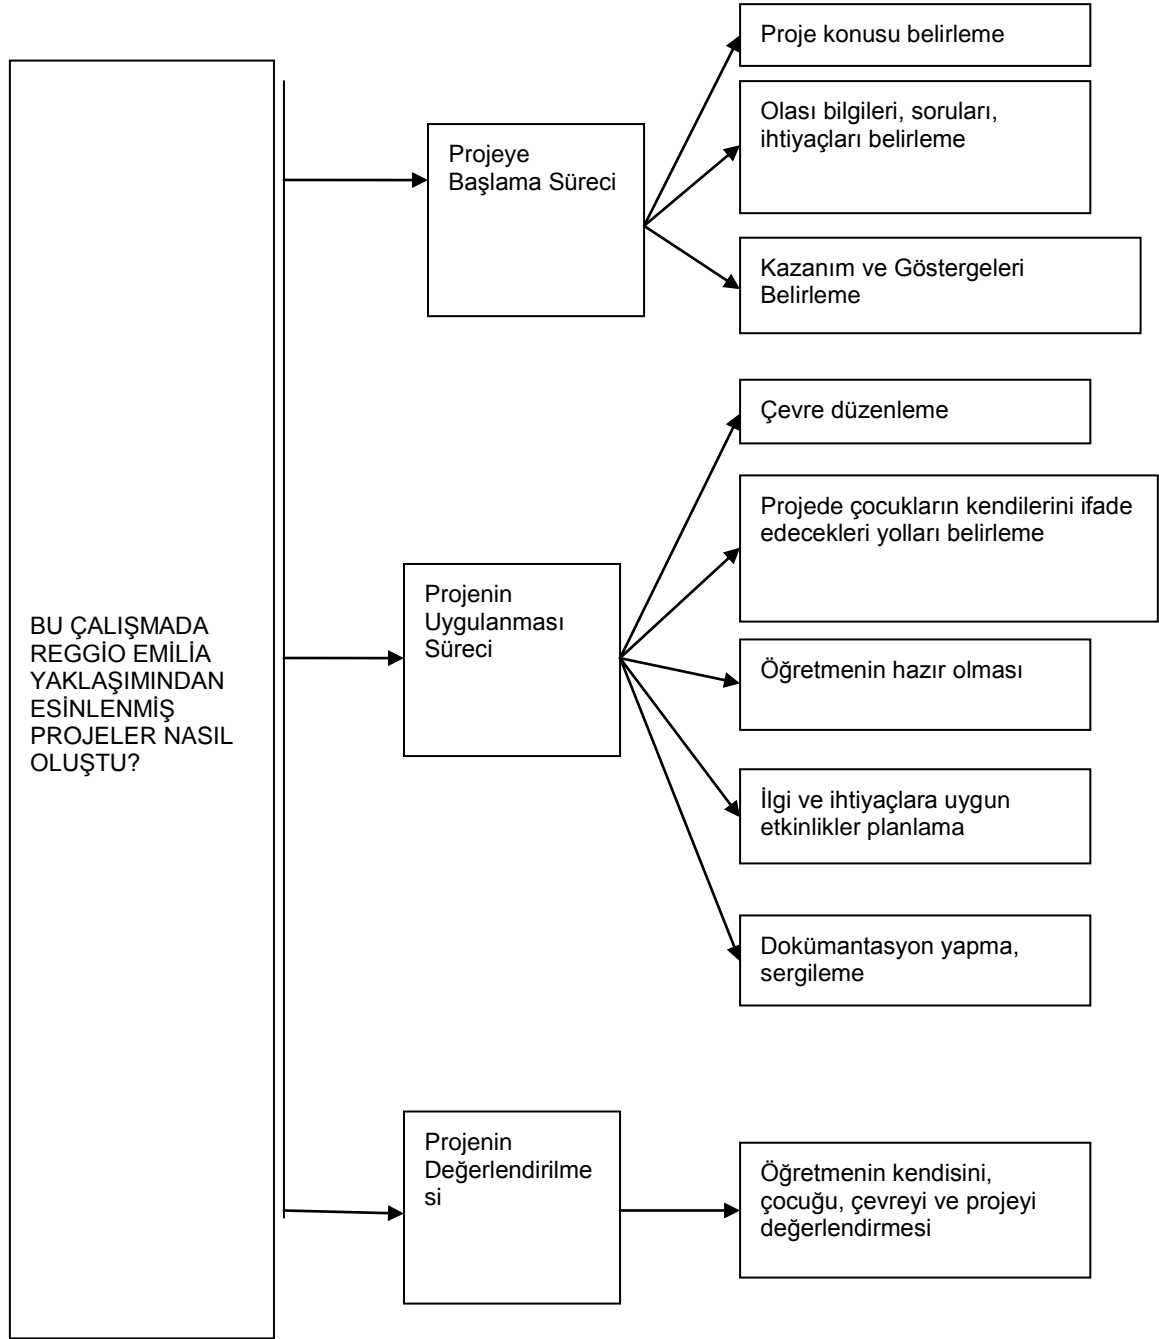 BU ÇALIŞMADA
REGGİO EMİLİA
YAKLAŞIMINDAN
ESİNLENMİŞ
PROJELER NASIL
OLUŞTU?
Projeye
Başlama Süreci
Proje konusu belirleme
Olası bilgileri, soruları,
ihtiyaçları belirleme
Kazanım ve Göstergeleri
Belirleme
Projenin
Uygulanması
Süreci
Çevre düzenleme
Projede çocukların kendilerini ifade
edecekleri yolları belirleme
Öğretmenin hazır olması
İlgi ve ihtiyaçlara uygun
etkinlikler planlama
Dokümantasyon yapma,
sergileme
Projenin
Değerlendirilme
si
Öğretmenin kendisini,
çocuğu, çevreyi ve projeyi
değerlendirmesi